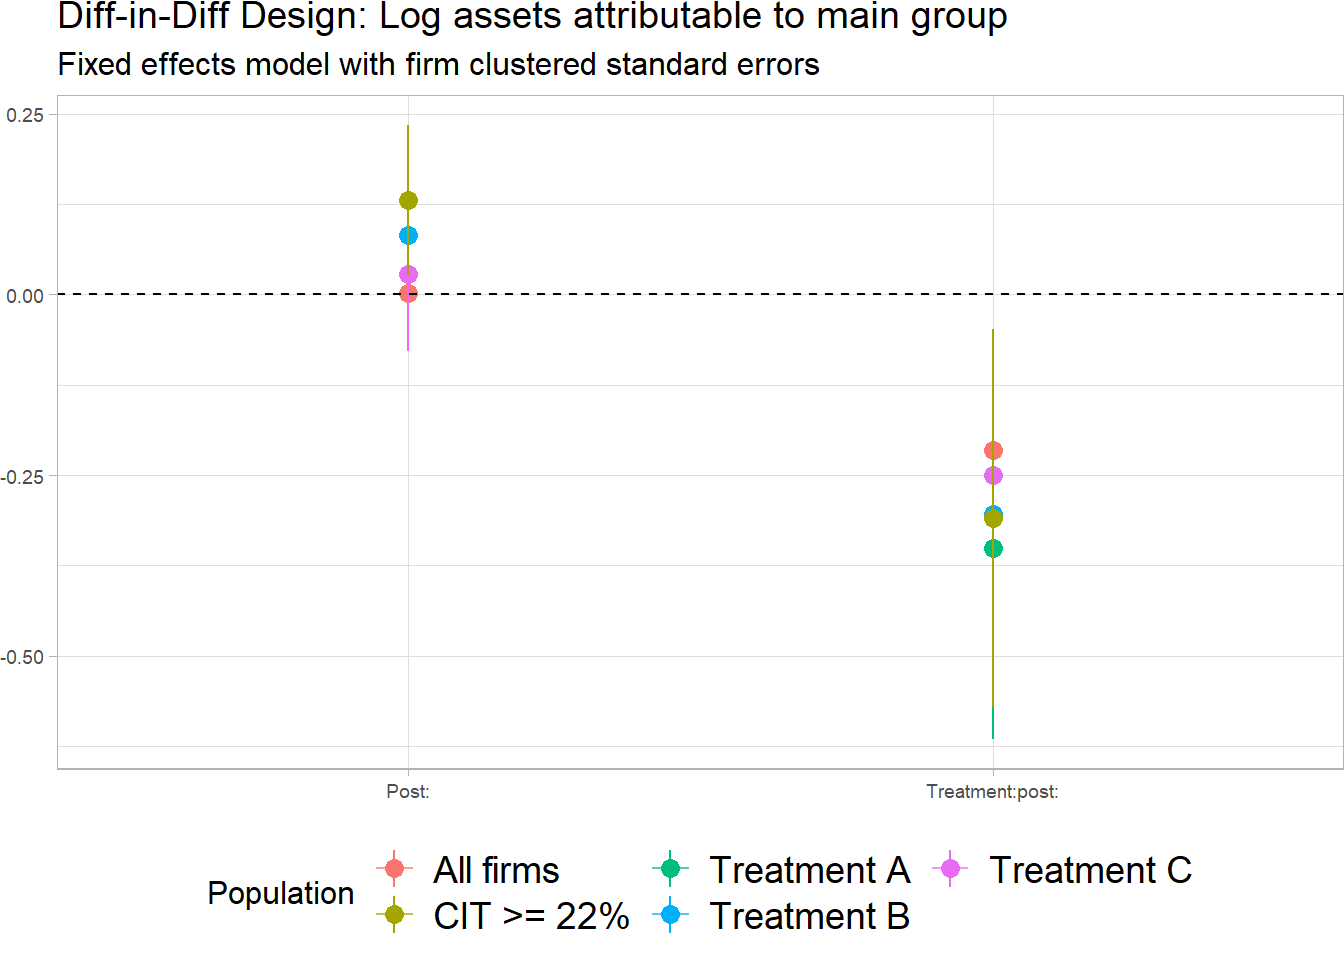 Diff-in-Diff Design: Log assets attributable to main group
Fixed effects model with firm clustered standard errors
0.25
0.00
-0.25
-0.50
Post:
Treatment:post:
Population
All firms
CIT >= 22%
Treatment A
Treatment B
Treatment C